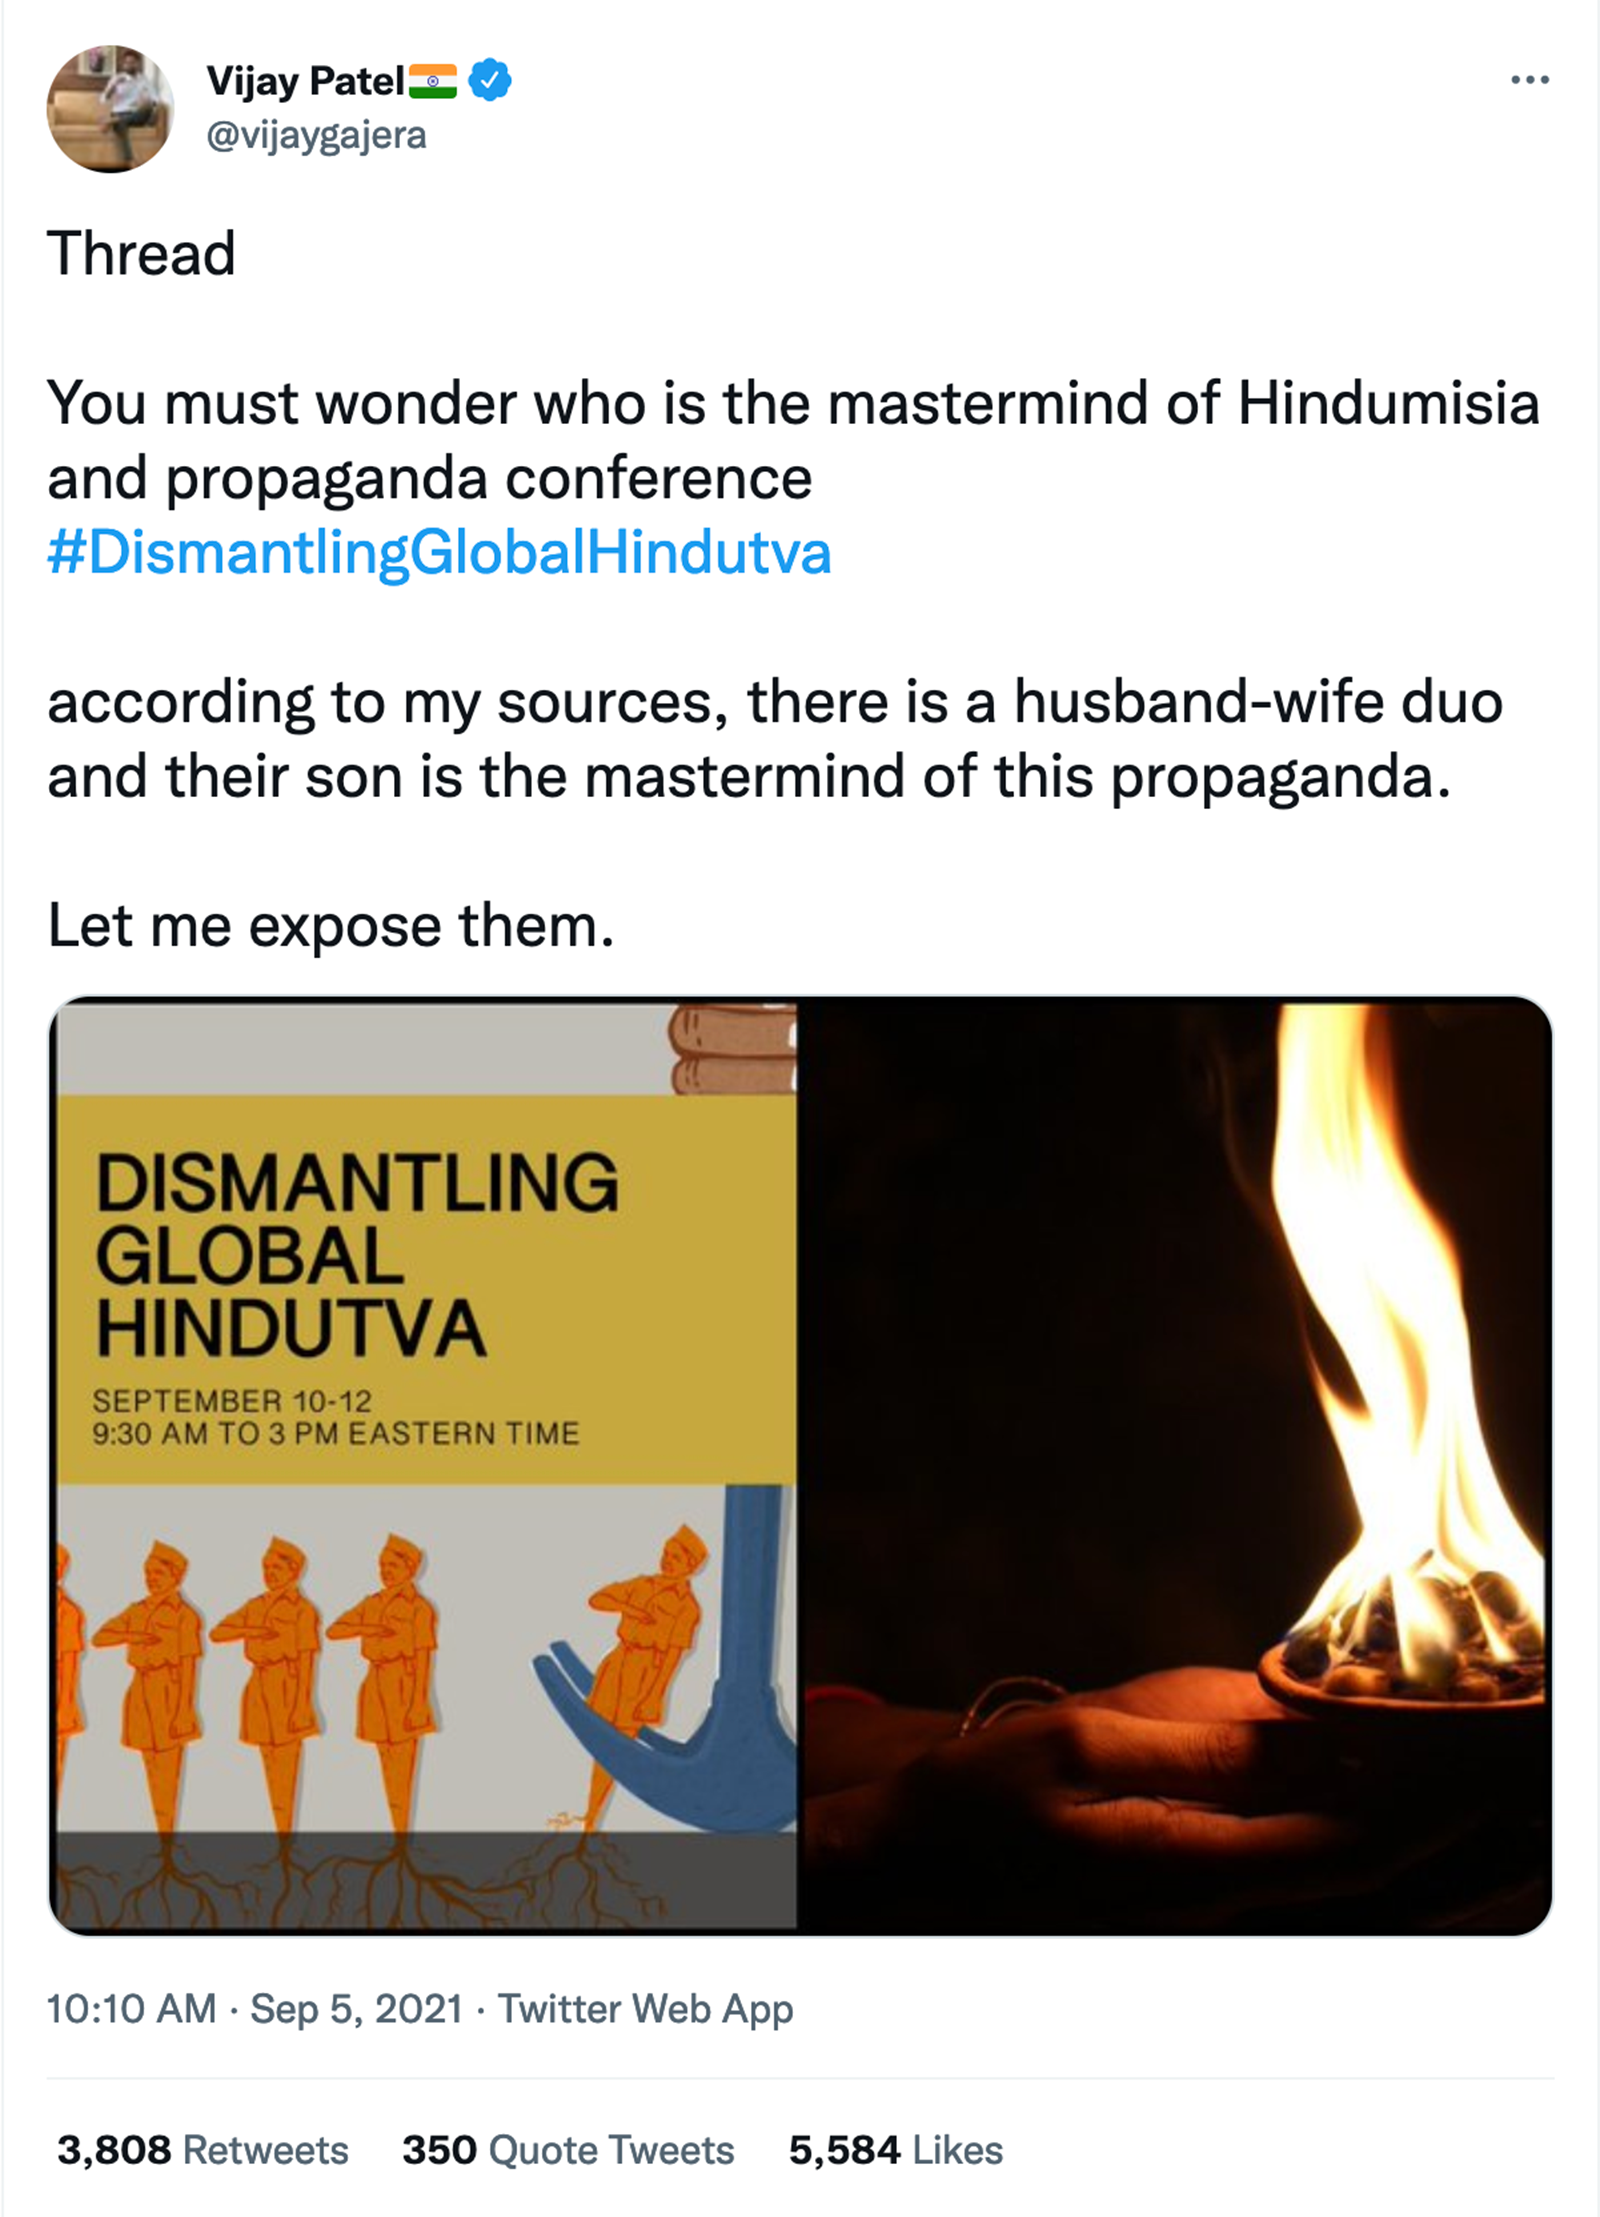 Vijay Patel🇮🇳
@vijaygajera
Thread
You must wonder who is the mastermind of Hindumisia
and propaganda conference
#DismantlingGlobalHindutva
according to my sources, there is a husband-wife duo
and their son is the mastermind of this propaganda.
Let me expose them.
DISMANTLING
GLOBAL
HINDUTVA
SEPTEMBER 10-12
9:30 AM TO 3 PM EASTERN TIME
10:10 AM · Sep 5, 2021 · Twitter Web App
3,808 Retweets 350 Quote Tweets 5,584 Likes